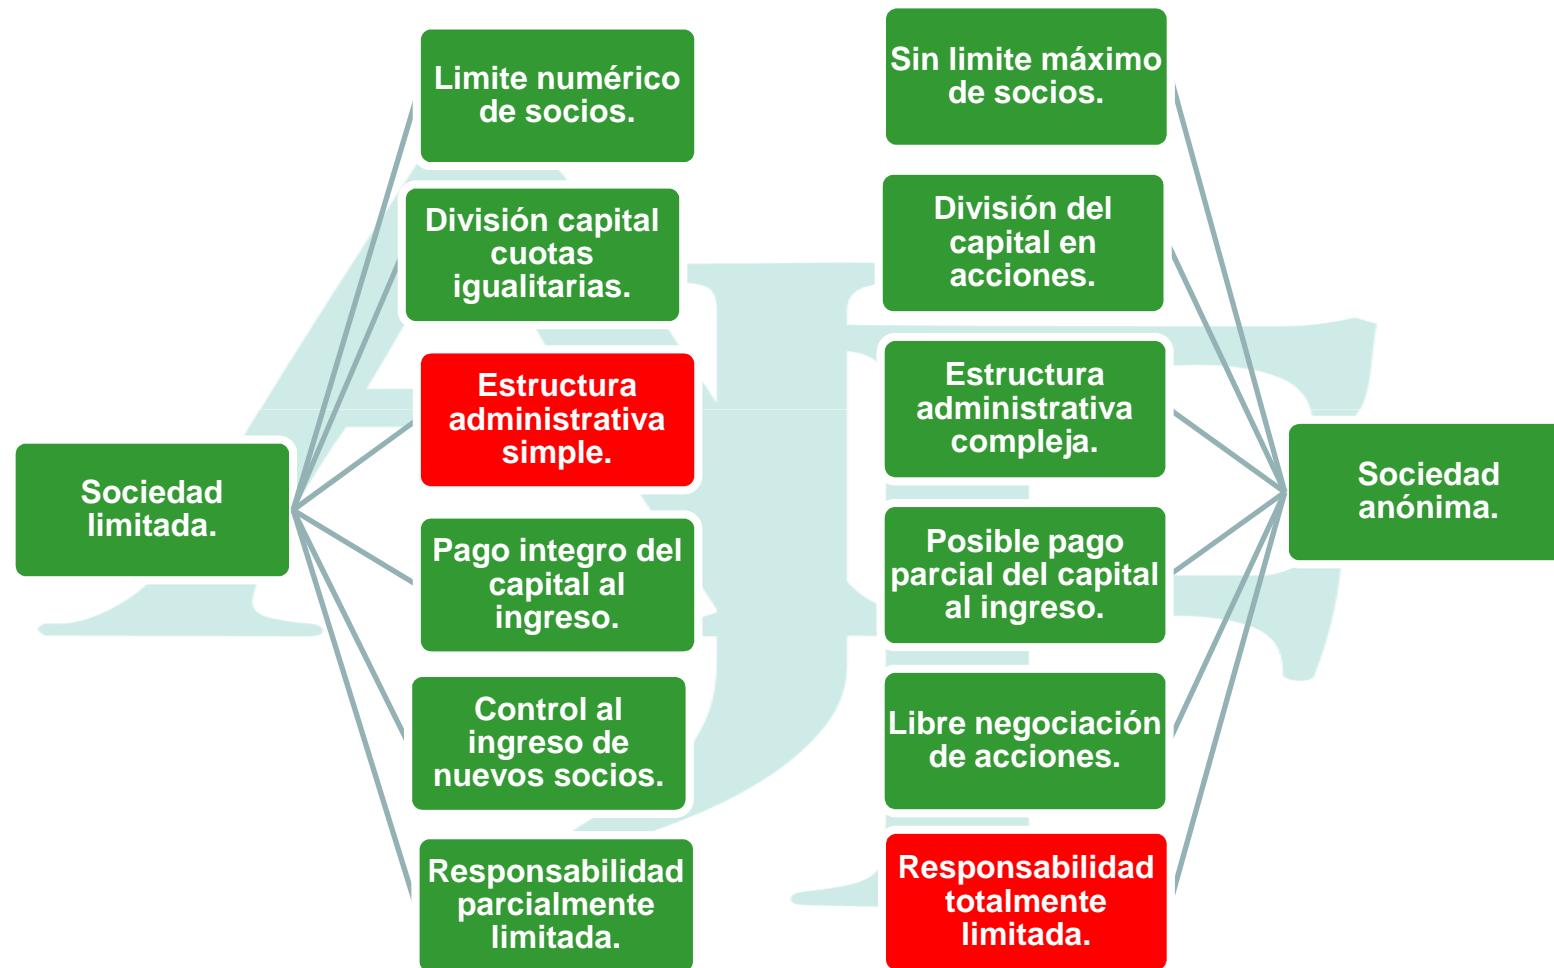 Sociedad
limitada.
Limite numérico
de socios.
División capital
cuotas
igualitarias.
Estructura
administrativa
simple.
Pago integro del
capital al
ingreso.
Control al
ingreso de
nuevos socios.
Responsabilidad
parcialmente
limitada.
Sin limite máximo
de socios.
División del
capital en
acciones.
Estructura
administrativa
compleja.
Posible pago
parcial del capital
al ingreso.
Libre negociación
de acciones.
Responsabilidad
totalmente
limitada.
Sociedad
anónima.